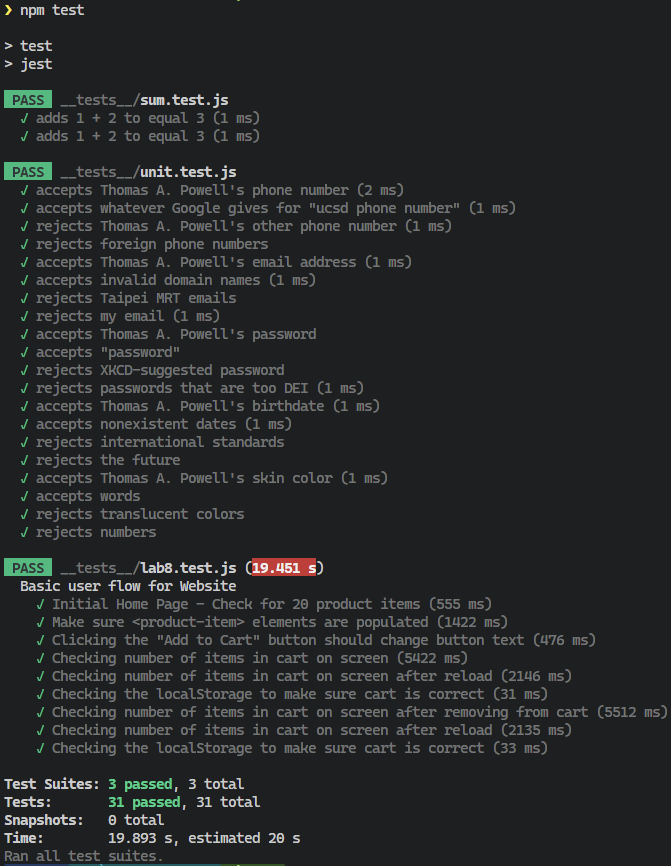 ❯ npm test
> test
> jest
PASS __tests__/sum.test.js
✓ adds 1 + 2 to equal 3 (1 ms)
✓ adds 1 + 2 to equal 3 (1 ms)
PASS __tests__/unit.test.js
✓ accepts Thomas A. Powell's phone number (2 ms)
✓ accepts whatever Google gives for "ucsd phone number" (1 ms)
✓ rejects Thomas A. Powell's other phone number (1 ms)
✓ rejects foreign phone numbers
✓ accepts Thomas A. Powell's email address (1 ms)
✓ accepts invalid domain names (1 ms)
✓ rejects Taipei MRT emails
✓ rejects my email (1 ms)
✓ accepts Thomas A. Powell's password
✓ accepts "password"
✓ rejects XKCD-suggested password
✓ rejects passwords that are too DEI (1 ms)
✓ accepts Thomas A. Powell's birthdate (1 ms)
✓ accepts nonexistent dates (1 ms)
✓ rejects international standards
✓ rejects the future
✓ accepts Thomas A. Powell's skin color (1 ms)
✓ accepts words
✓ rejects translucent colors
✓ rejects numbers
PASS __tests__/lab8.test.js (19.451 s)
Basic user flow for Website
✓ Initial Home Page - Check for 20 product items (555 ms)
✓ Make sure <product-item> elements are populated (1422 ms)
✓ Clicking the "Add to Cart" button should change button text (476 ms)
✓ Checking number of items in cart on screen (5422 ms)
✓ Checking number of items in cart on screen after reload (2146 ms)
✓ Checking the localStorage to make sure cart is correct (31 ms)
✓ Checking number of items in cart on screen after removing from cart (5512 ms)
✓ Checking number of items in cart on screen after reload (2135 ms)
✓ Checking the localStorage to make sure cart is correct (33 ms)
Test Suites: 3 passed, 3 total
Tests: 31 passed, 31 total
Snapshots: 0 total
Time: 19.893 s, estimated 20 s
Ran all test suites.